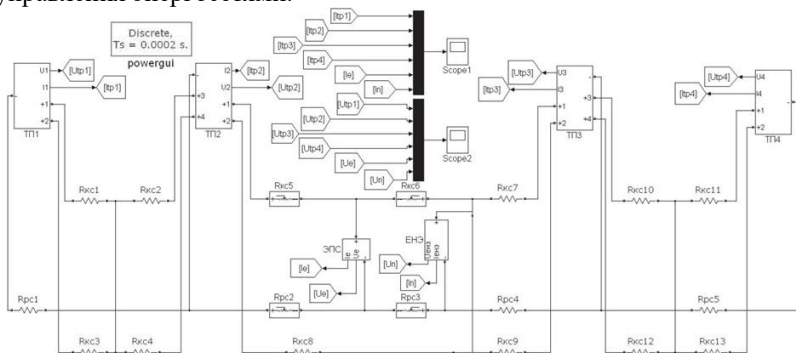 управления энергообъектами.
Discrete,
Ts = 0.0002 s.
powergui
[Itp1]
[Itp2]
[Itp3]
[Itp4]
[Ie]
[In]
Scope1
[Utp1]
[Utp2]
[Utp3]
[Utp4]
[Ue]
[Un]
Scope2
U1
I1
+1
+2
ТП1
[Utp1]
[Itp1]
-
+3
+4
I2
U2
+1
+2
ТП2
[Itp2]
[Utp2]
[Utp3]
[Itp3]
U3
I3
+1
+2
-
+3
+4
ТП3
[Utp4]
[Itp4]
U4
I4
+1
+2
-
ТП4
Rкс1
Rкс2
Rкс5
Rкс6
Rкс7
Rкс10
Rкс11
ЭПС
+
Ie
Ue
-
[Ie]
[Ue]
ЕНЭ
+
Uенэ
Iенэ
-
[Un]
[In]
Rрс1
Rрс2
Rрс3
Rрс4
Rрс5
Rкс3
Rкс4
Rкс8
Rкс9
Rкс12
Rкс13